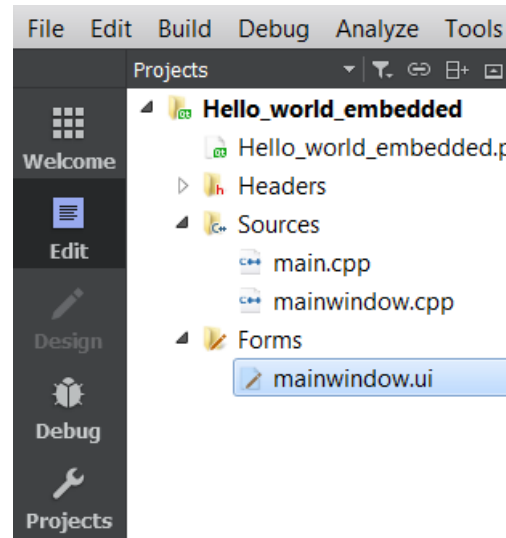 File Edit Build Debug Analyze Tools
Projects
Welcome
Edit
Design
Debug
Projects
Hello_world_embedded
Hello_world_embedded.p
Headers
Sources
main.cpp
mainwindow.cpp
Forms
mainwindow.ui